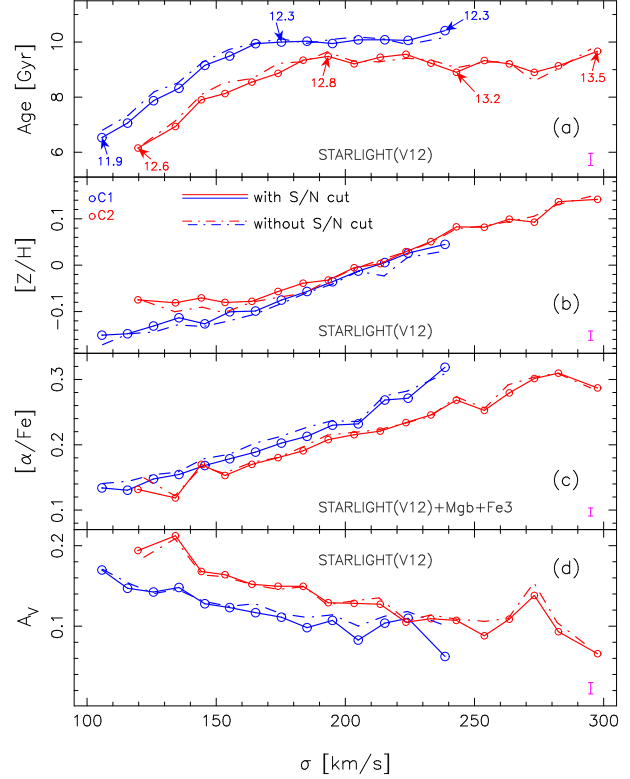 10
8
6
Age [Gyr]
12.3
12.3
12.8
13.2
13.5
11.9
12.6
(a)
STARLIGHT(V12)
0.1
0
−0.1
[Z/H]
C1
C2
with S/N cut
without S/N cut
(b)
STARLIGHT(V12)
0.3
0.2
0.1
[α/Fe]
(c)
STARLIGHT(V12)+Mgb+Fe3
0.2
0.1
AV
STARLIGHT(V12)
(d)
100 150 200 250 300
σ [km/s]